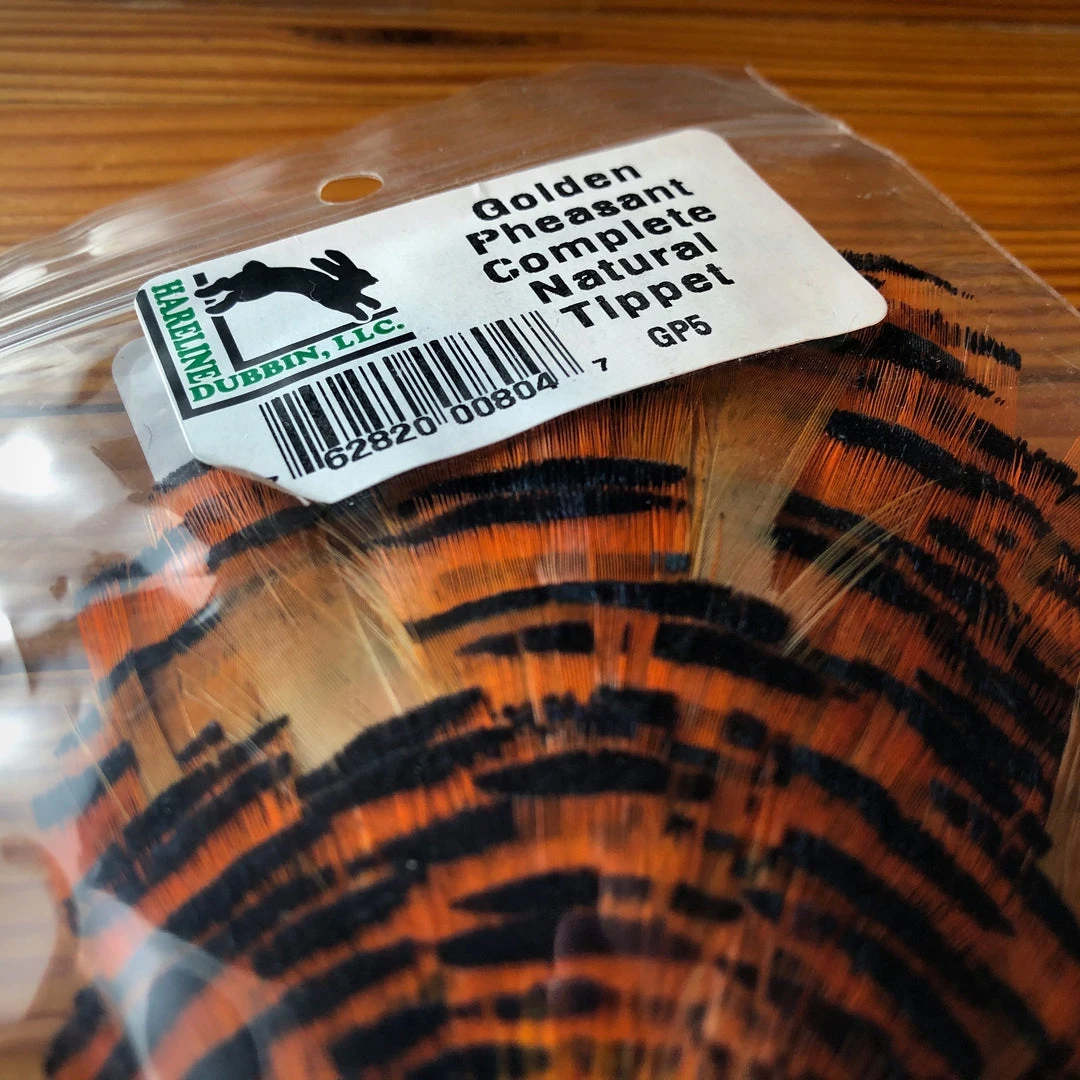 Golden
Pheasant
Complete
Natural
Tippet
GP5
HARELINE
DUBBIN, LLC.
62820 00804 7